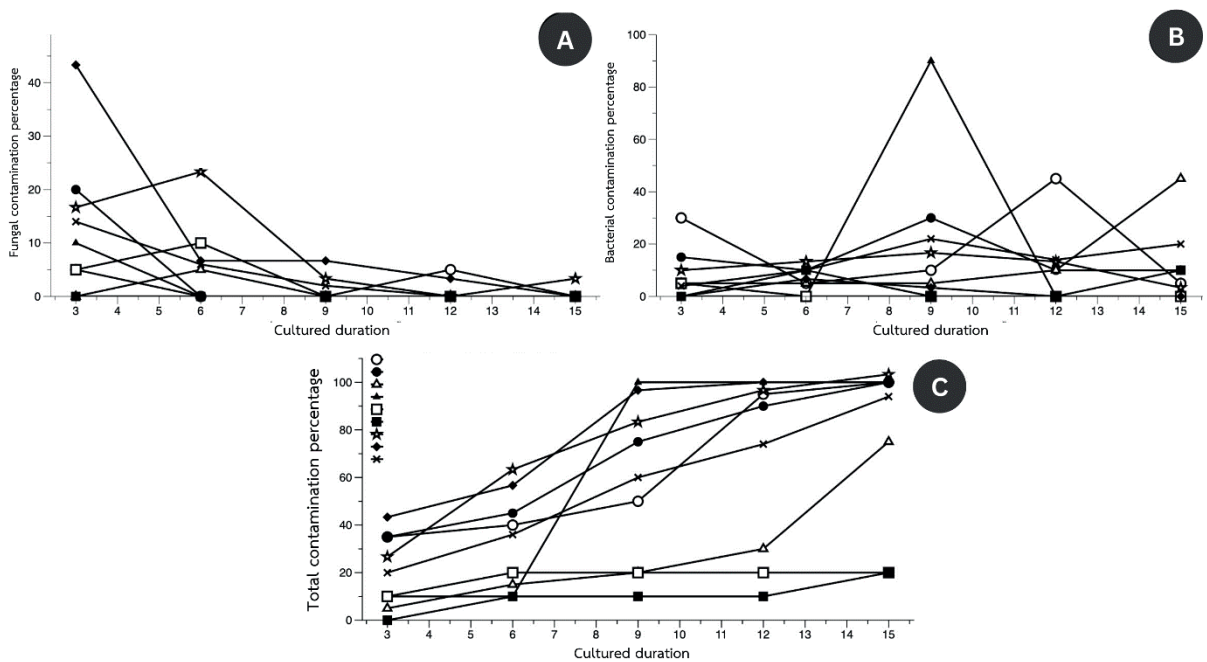 A
Fungal contamination percentage
40
30
20
10
0
3 4 5 6 7 8 9 10 11 12 13 14 15
Cultured duration
B
Bacterial contamination percentage
100
80
60
40
20
0
3 4 5 6 7 8 9 10 11 12 13 14 15
Cultured duration
C
Total contamination percentage
100
80
60
40
20
0
3 4 5 6 7 8 9 10 11 12 13 14 15
Cultured duration